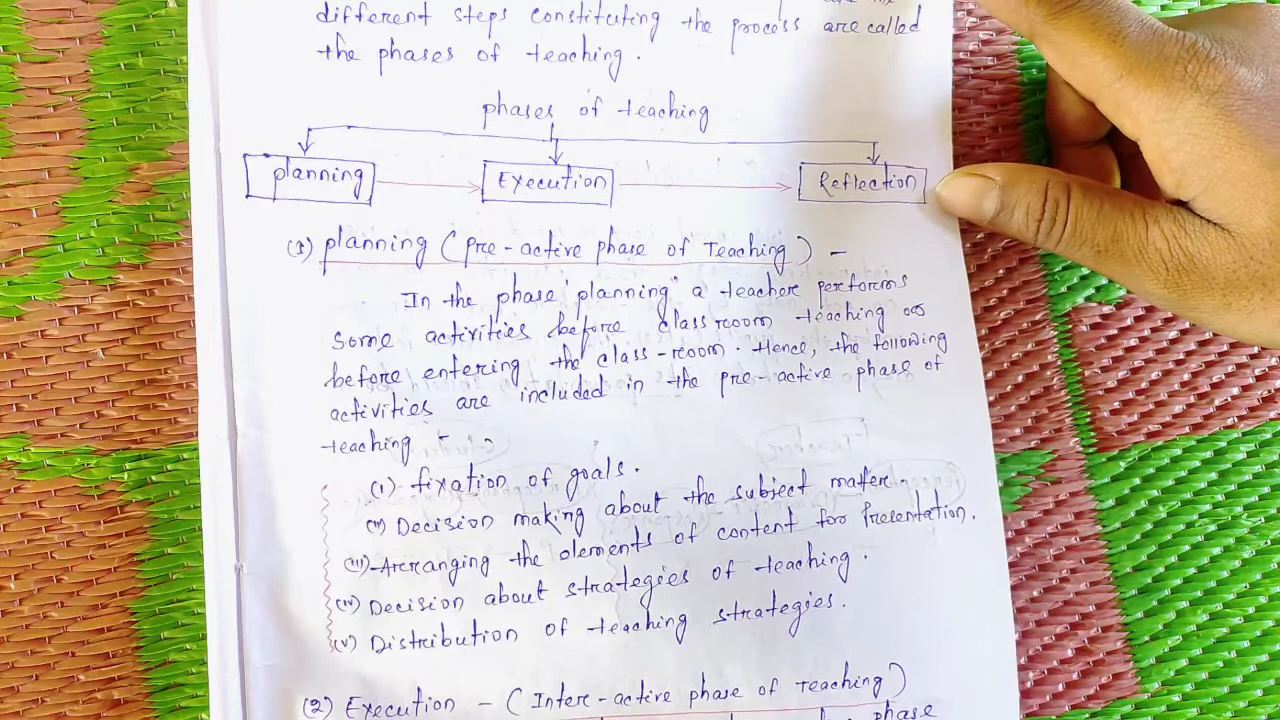 different steps constituting the process are called
the phases of teaching.
phases of teaching
planning
Execution
Reflection
(1) planning (pre-active phase of Teaching) -
In the phase "planning" a teacher performs
some activities before classroom teaching or
before entering the class-room. Hence, the following
activities are included in the pre-active phase of
teaching -
(i) fixation of goals.
(ii) Decision making about the subject mater.
(iii) Arranging the elements of content for Presentation.
(iv) Decision about strategies of teaching.
(v) Distribution of teaching strategies.
(2) Execution - (Inter-active phase of Teaching)
phase